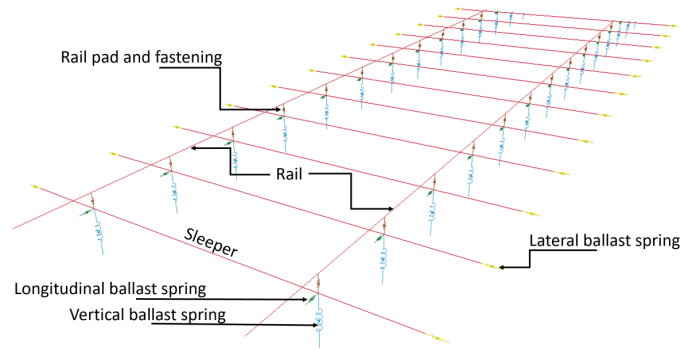 Rail pad and fastening
Rail
Sleeper
Lateral ballast spring
Longitudinal ballast spring
Vertical ballast spring